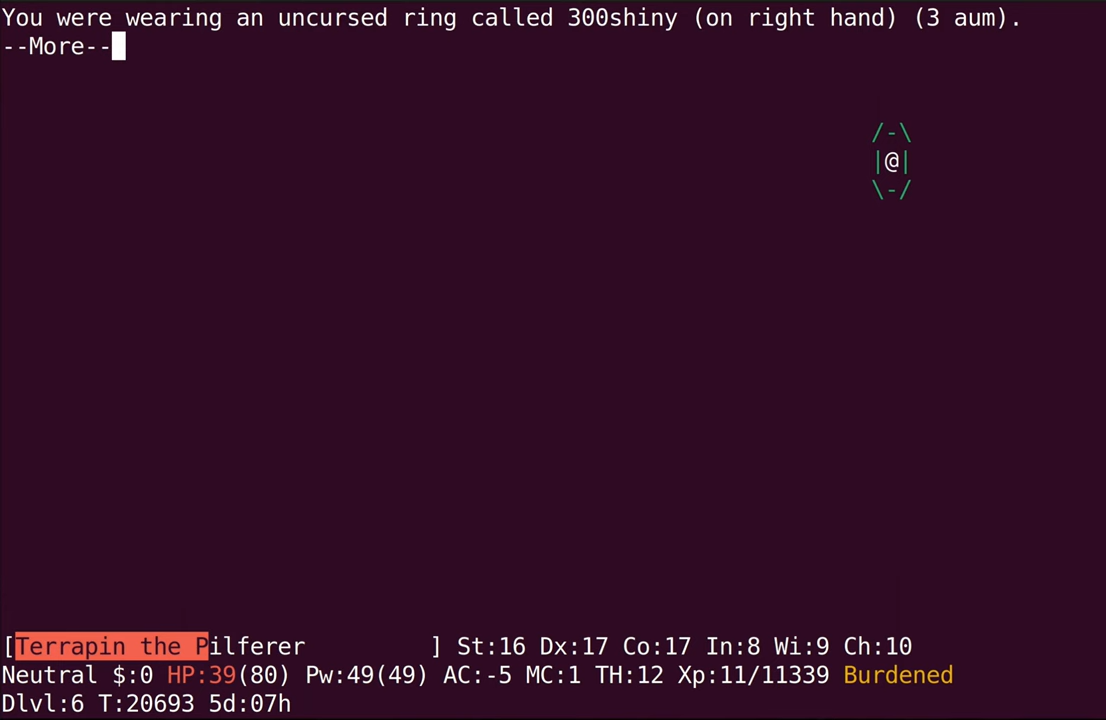 You were wearing an uncursed ring called 300shiny (on right hand) (3 aum).
--More--
/-\
|@|
\-/
[Terrapin the Pilferer ] St:16 Dx:17 Co:17 In:8 Wi:9 Ch:10
Neutral $:0 HP:39(80) Pw:49(49) AC:-5 MC:1 TH:12 Xp:11/11339 Burdened
Dlvl:6 T:20693 5d:07h